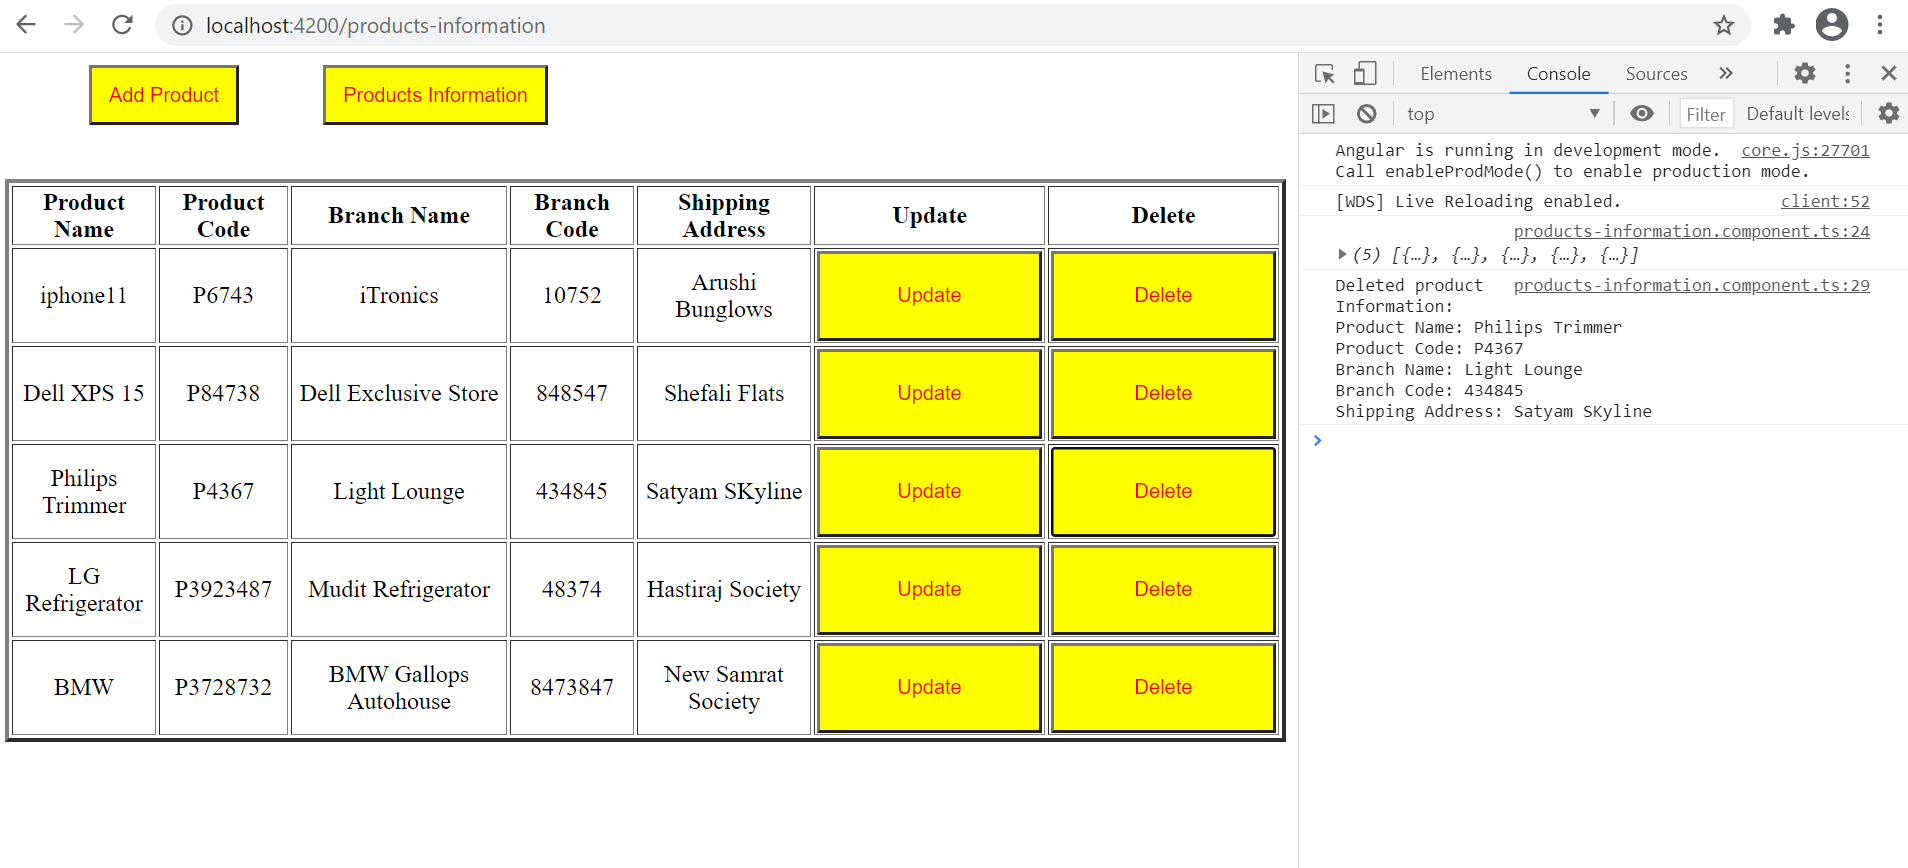 localhost:4200/products-information
Add Product
Products Information
Product Name
Product Code
Branch Name
Branch Code
Shipping Address
Update
Delete
iphone11
P6743
iTronics
10752
Arushi Bunglows
Update
Delete
Dell XPS 15
P84738
Dell Exclusive Store
848547
Shefali Flats
Update
Delete
Philips Trimmer
P4367
Light Lounge
434845
Satyam SKyline
Update
Delete
LG Refrigerator
P3923487
Mudit Refrigerator
48374
Hastiraj Society
Update
Delete
BMW
P3728732
BMW Gallops Autohouse
8473847
New Samrat Society
Update
Delete
Elements
Console
Sources
top
Filter
Default levels
Angular is running in development mode. core.js:27701
Call enableProdMode() to enable production mode.
[WDS] Live Reloading enabled. client:52
products-information.component.ts:24
(5) [{…}, {…}, {…}, {…}, {…}]
Deleted product products-information.component.ts:29
Information:
Product Name: Philips Trimmer
Product Code: P4367
Branch Name: Light Lounge
Branch Code: 434845
Shipping Address: Satyam SKyline